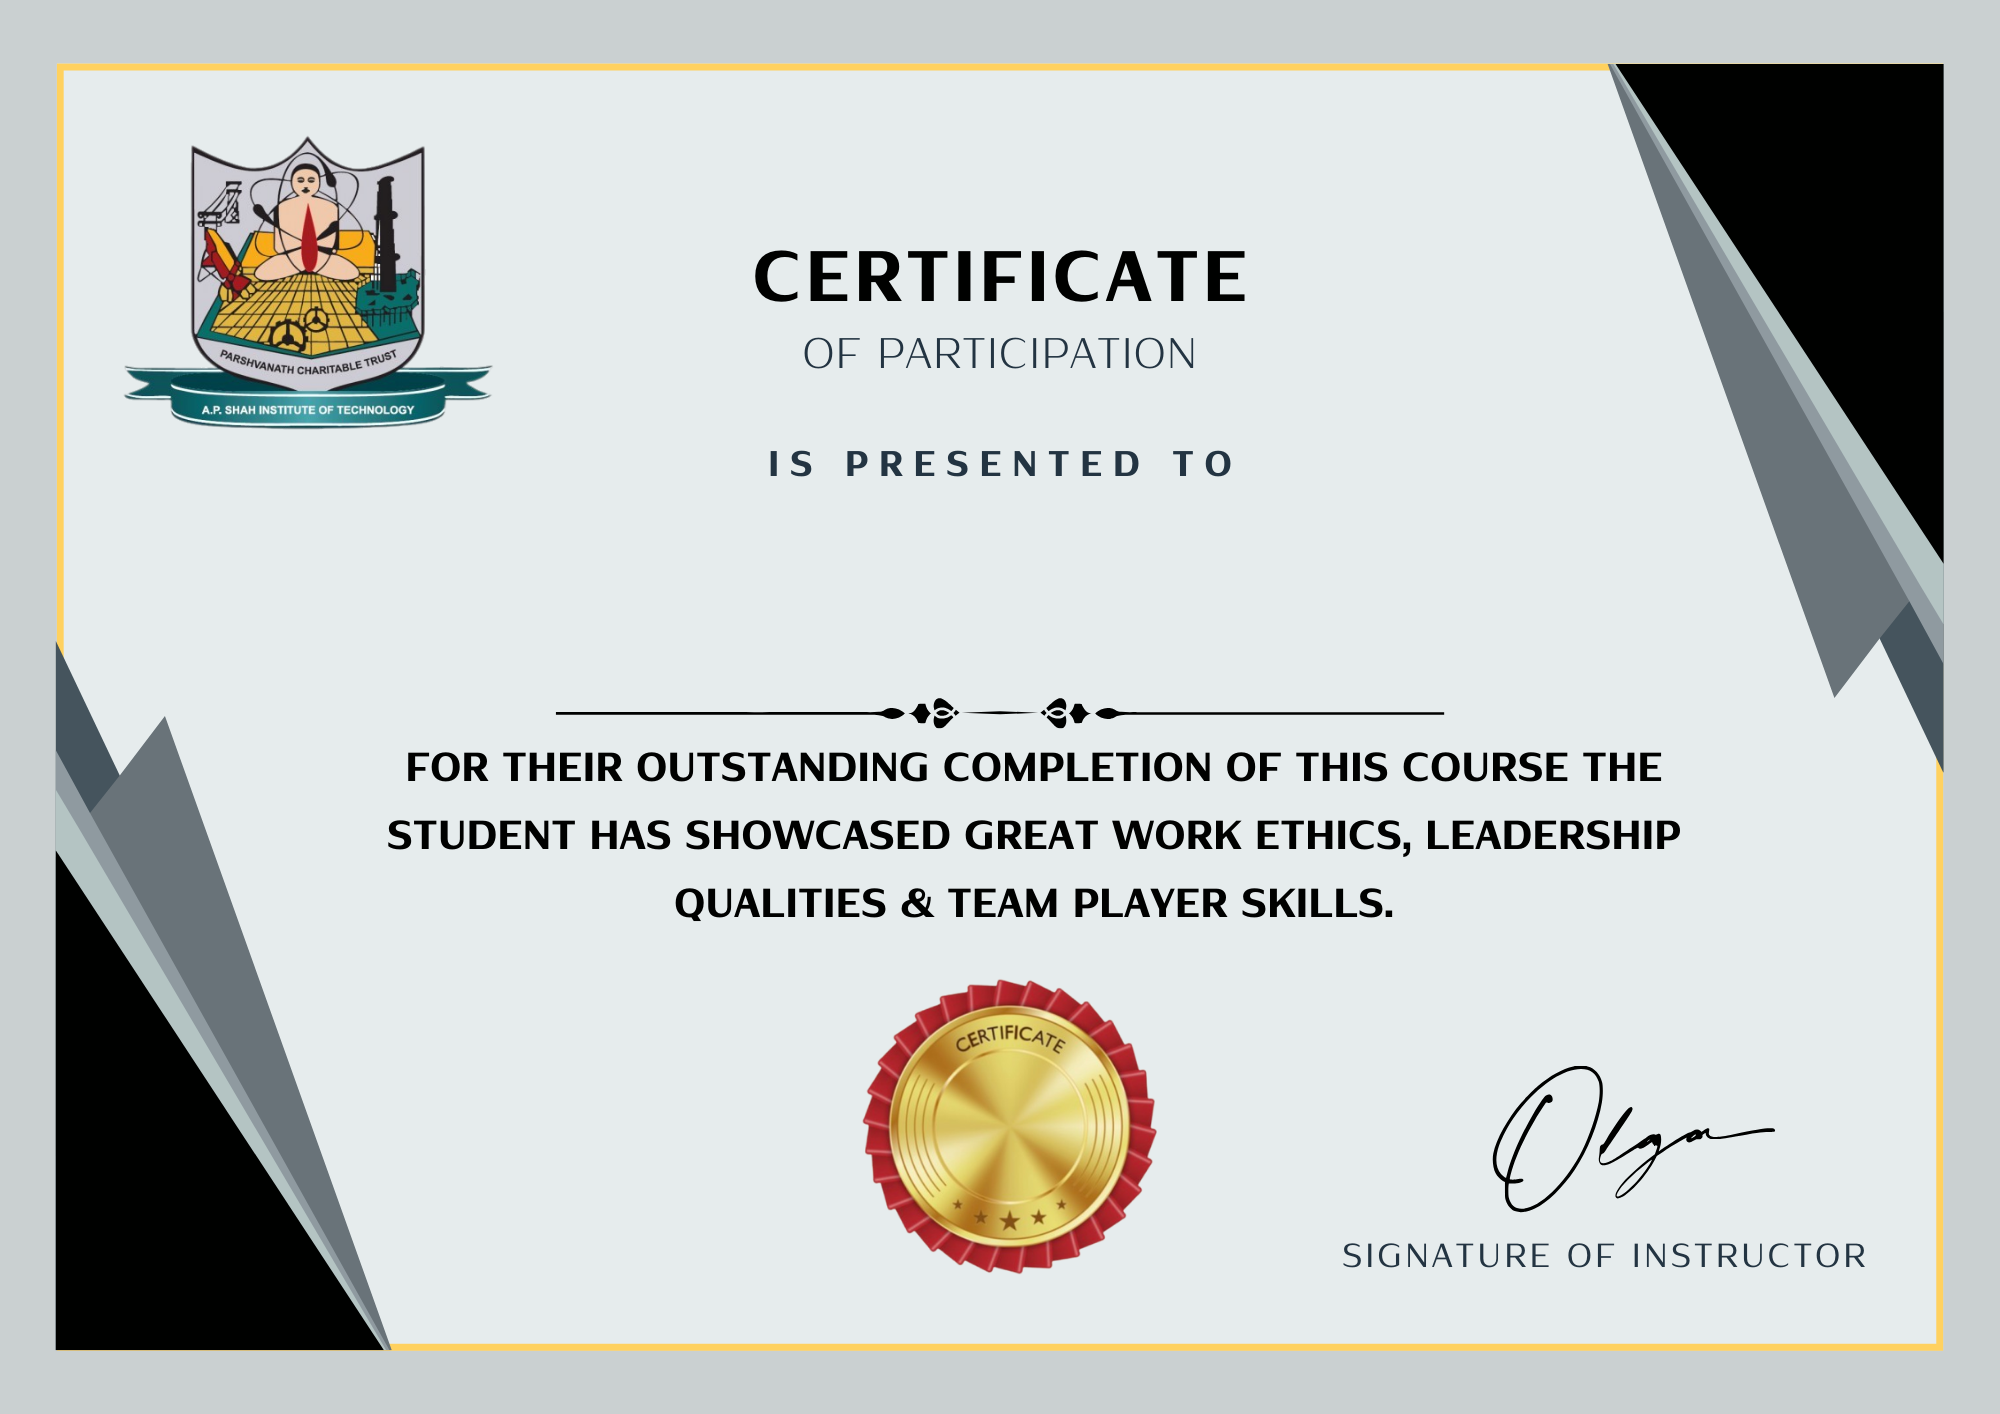 PARSHVANATH CHARITABLE TRUST
A.P. SHAH INSTITUTE OF TECHNOLOGY
CERTIFICATE
OF PARTICIPATION
IS PRESENTED TO
FOR THEIR OUTSTANDING COMPLETION OF THIS COURSE THE
STUDENT HAS SHOWCASED GREAT WORK ETHICS, LEADERSHIP
QUALITIES & TEAM PLAYER SKILLS.
CERTIFICATE
Olga
SIGNATURE OF INSTRUCTOR